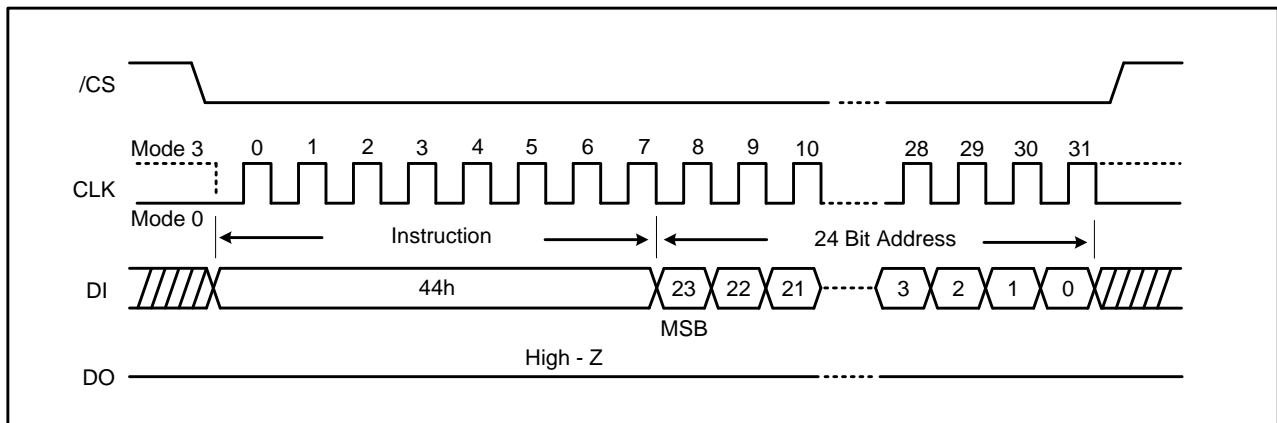 /CS
Mode 3
0 1 2 3 4 5 6 7 8 9 10 28 29 30 31
CLK
Mode 0
Instruction 24 Bit Address
DI 44h 23 22 21 3 2 1 0
MSB
High - Z
DO